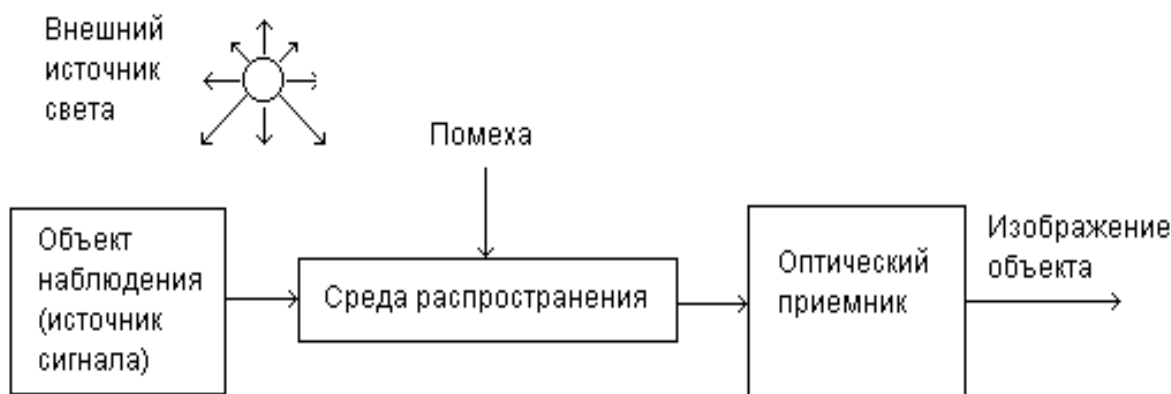 Внешний
источник
света
Помеха
Объект
наблюдения
(источник
сигнала)
Среда распространения
Оптический
приемник
Изображение
объекта